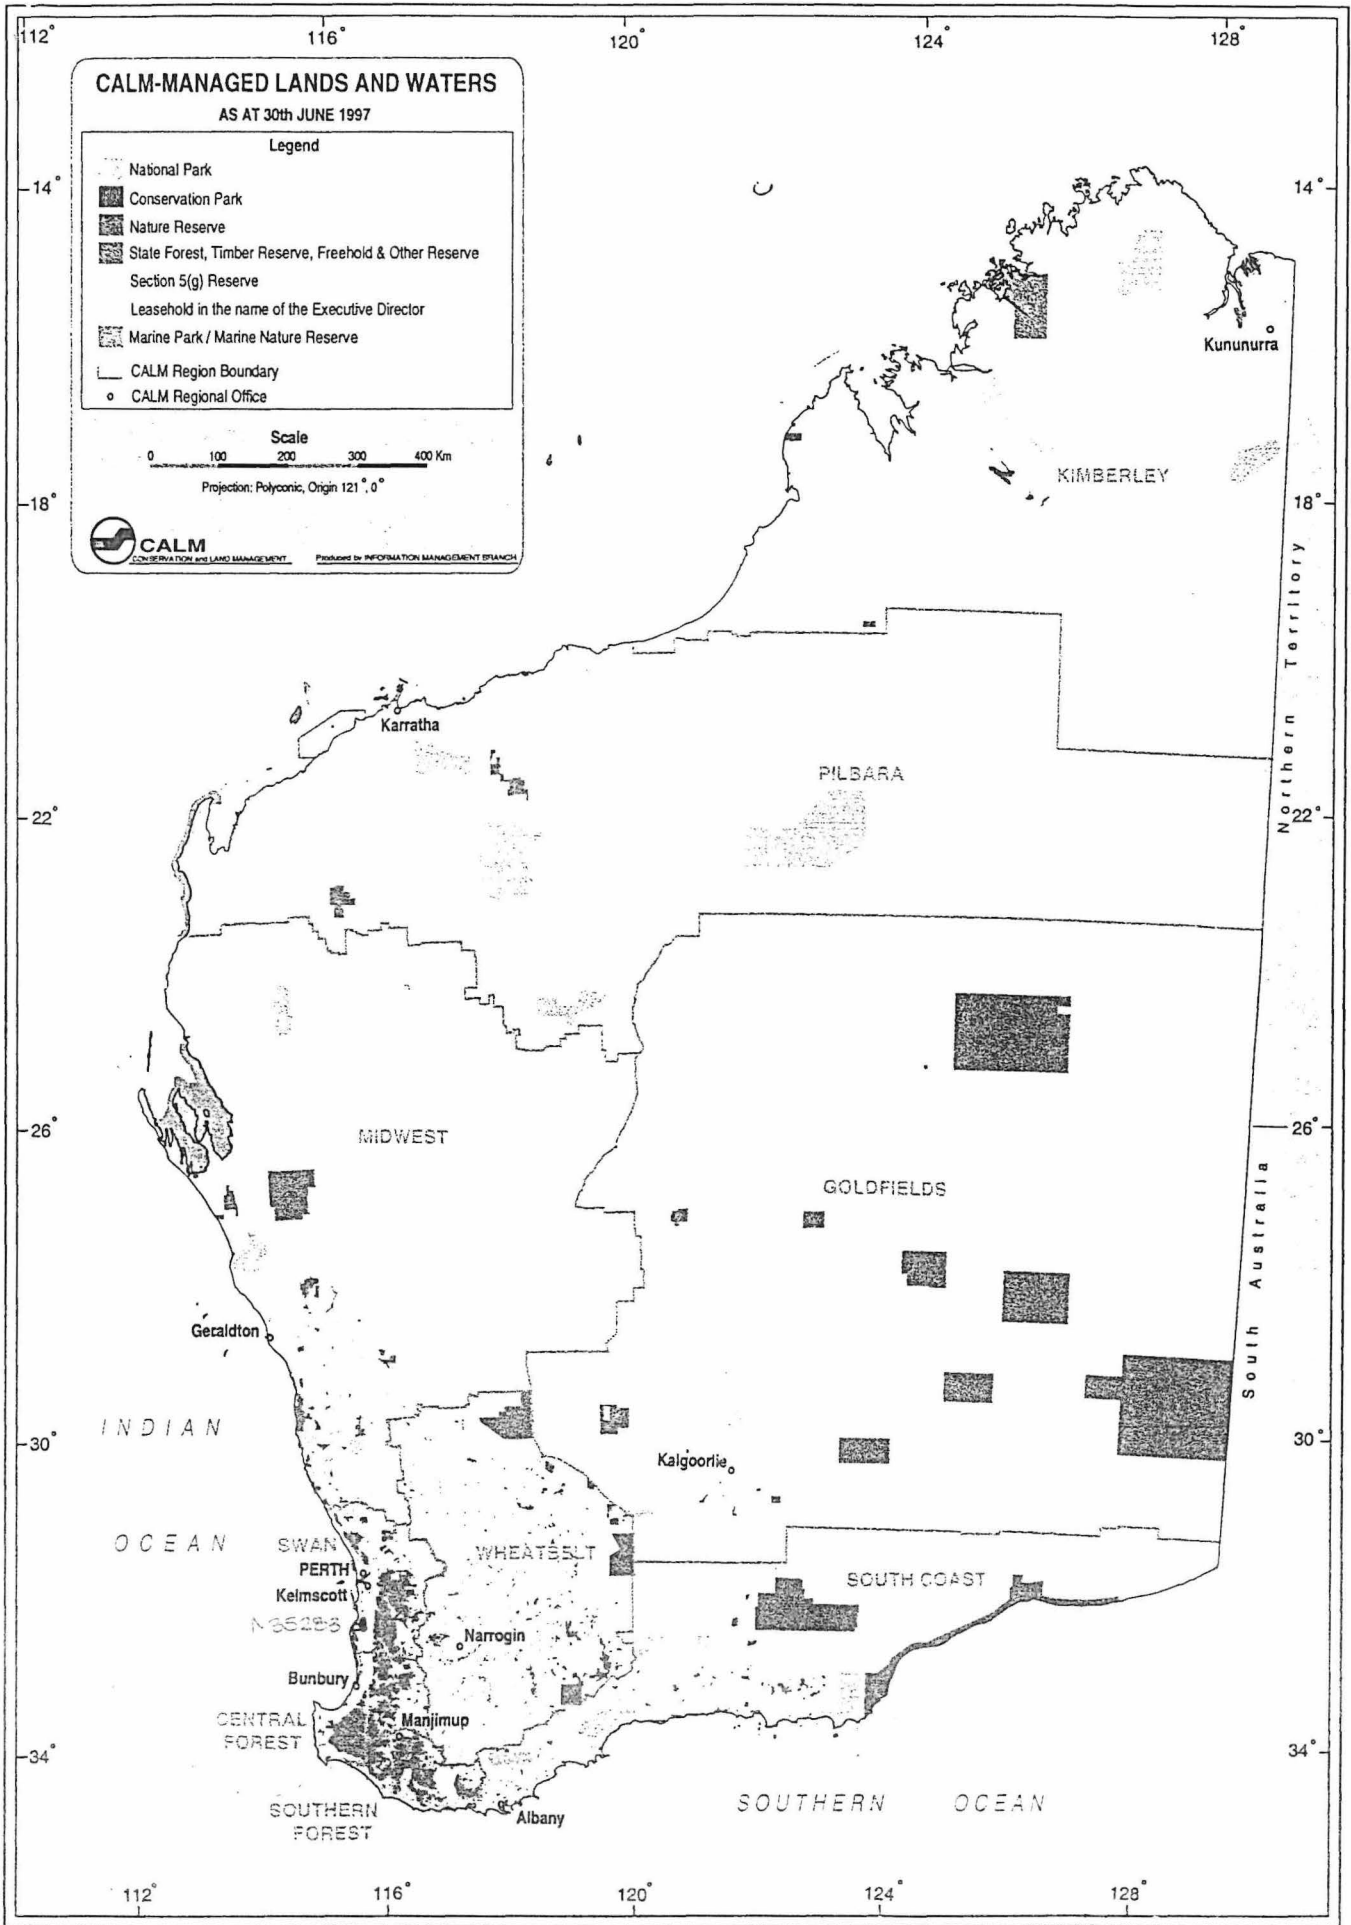 112° 116° 120° 124° 128°
CALM-MANAGED LANDS AND WATERS
AS AT 30th JUNE 1997
Legend
National Park
Conservation Park
Nature Reserve
State Forest, Timber Reserve, Freehold & Other Reserve
Section 5(g) Reserve
Leasehold in the name of the Executive Director
Marine Park / Marine Nature Reserve
CALM Region Boundary
CALM Regional Office
Scale
0 100 200 300 400 Km
Projection: Polyconic, Origin 121°, 0°
CALM
CONSERVATION and LAND MANAGEMENT
Produced by INFORMATION MANAGEMENT BRANCH
14° 14°
Kununurra
KIMBERLEY
18° 18°
Northern Territory
Karratha
PILBARA
22° 22°
26° 26°
MIDWEST
GOLDFIELDS
South Australia
Geraldton
INDIAN
30° 30°
Kalgoorlie
OCEAN
SWAN
WHEATBELT
PERTH
SOUTH COAST
Kelmscott
Narrogin
Bunbury
CENTRAL
FOREST
Manjimup
34° 34°
SOUTHERN OCEAN
SOUTHERN
FOREST
Albany
112° 116° 120° 124° 128°